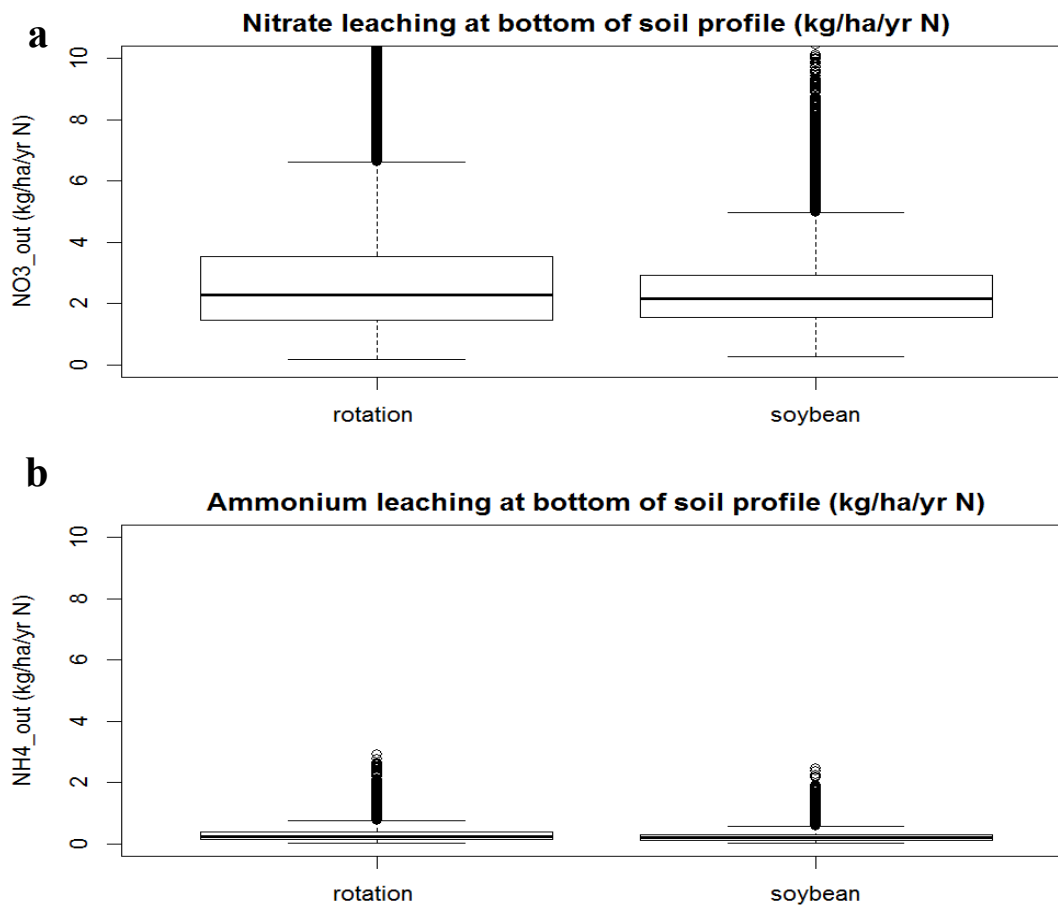 a
Nitrate leaching at bottom of soil profile (kg/ha/yr N)
NO3_out (kg/ha/yr N)
10
8
6
4
2
0
rotation soybean
b
Ammonium leaching at bottom of soil profile (kg/ha/yr N)
NH4_out (kg/ha/yr N)
10
8
6
4
2
0
rotation soybean